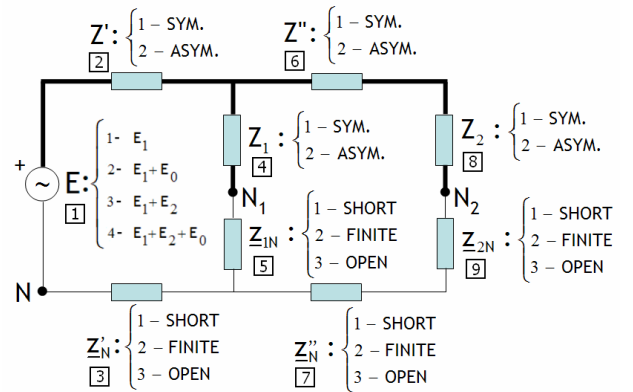 Z': 1 – SYM.
2 – ASYM.
2
Z": 1 – SYM.
2 – ASYM.
6
Z1 : 1 – SYM.
2 – ASYM.
4
Z2 : 1 – SYM.
2 – ASYM.
8
+
~
E: 1- E1
2- E1+E0
3- E1+E2
4- E1+E2+E0
1
N1
N2
Z1N : 1 – SHORT
2 – FINITE
3 – OPEN
5
Z2N : 1 – SHORT
2 – FINITE
3 – OPEN
9
N
Z'N : 1 – SHORT
2 – FINITE
3 – OPEN
3
Z"N : 1 – SHORT
2 – FINITE
3 – OPEN
7